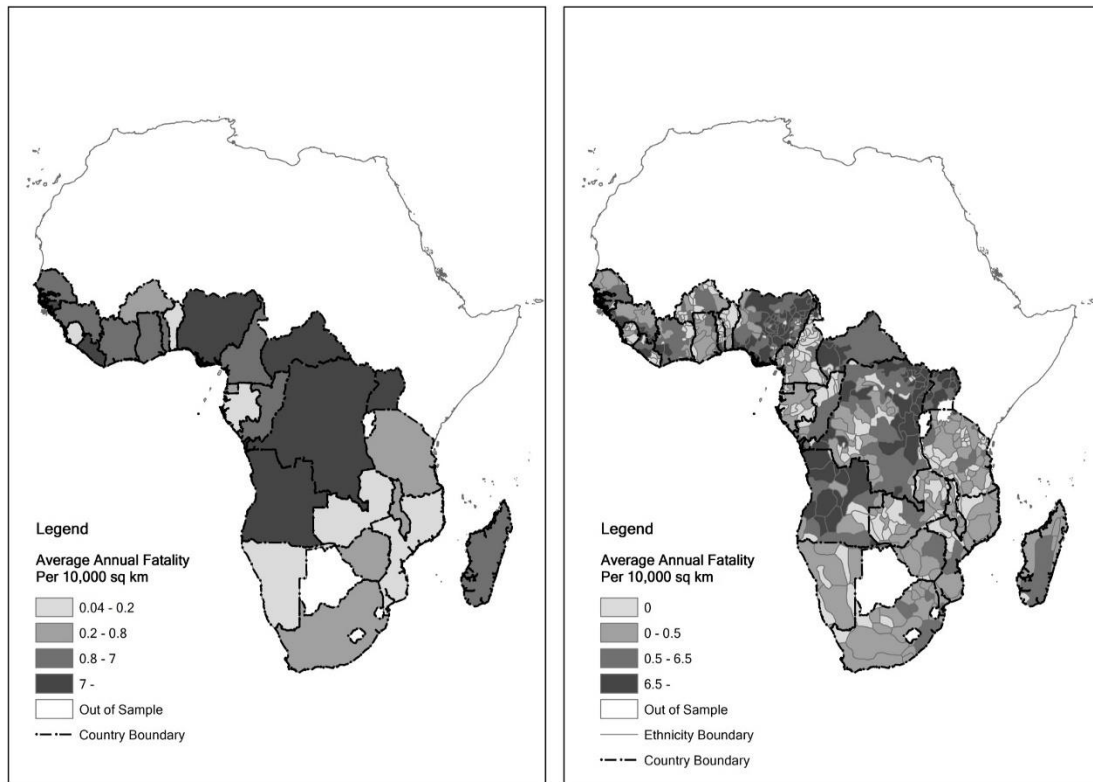 Legend
Average Annual Fatality
Per 10,000 sq km
0.04 - 0.2
0.2 - 0.8
0.8 - 7
7 -
Out of Sample
Country Boundary
Legend
Average Annual Fatality
Per 10,000 sq km
0
0 - 0.5
0.5 - 6.5
6.5 -
Out of Sample
Ethnicity Boundary
Country Boundary